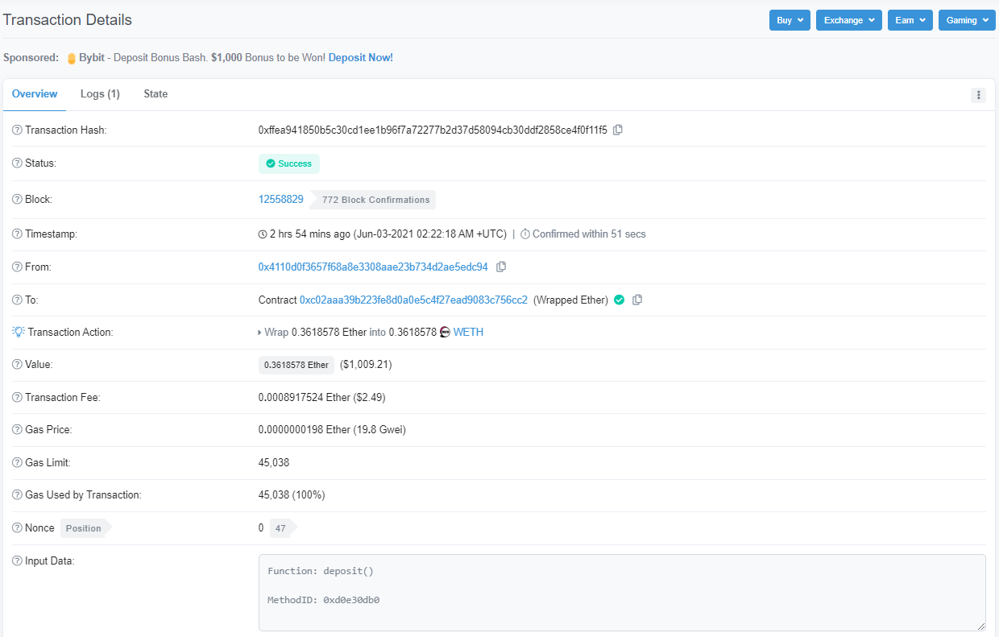 Transaction Details
Buy Exchange Earn Gaming
Sponsored: Bybit - Deposit Bonus Bash. $1,000 Bonus to be Won! Deposit Now!
Overview Logs (1) State
Transaction Hash: 0xffea941850b5c30cd1ee1b96f7a72277b2d37d58094cb30ddf2858ce4f0f11f5
Status: Success
Block: 12558829 772 Block Confirmations
Timestamp: 2 hrs 54 mins ago (Jun-03-2021 02:22:18 AM +UTC) | Confirmed within 51 secs
From: 0x4110d0f3657f68a8e3308aae23b734d2ae5edc94
To: Contract 0xc02aaa39b223fe8d0a0e5c4f27ead9083c756cc2 (Wrapped Ether)
Transaction Action: Wrap 0.3618578 Ether into 0.3618578 WETH
Value: 0.3618578 Ether ($1,009.21)
Transaction Fee: 0.0008917524 Ether ($2.49)
Gas Price: 0.0000000198 Ether (19.8 Gwei)
Gas Limit: 45,038
Gas Used by Transaction: 45,038 (100%)
Nonce Position 0 47
Input Data: Function: deposit()
MethodID: 0xd0e30db0